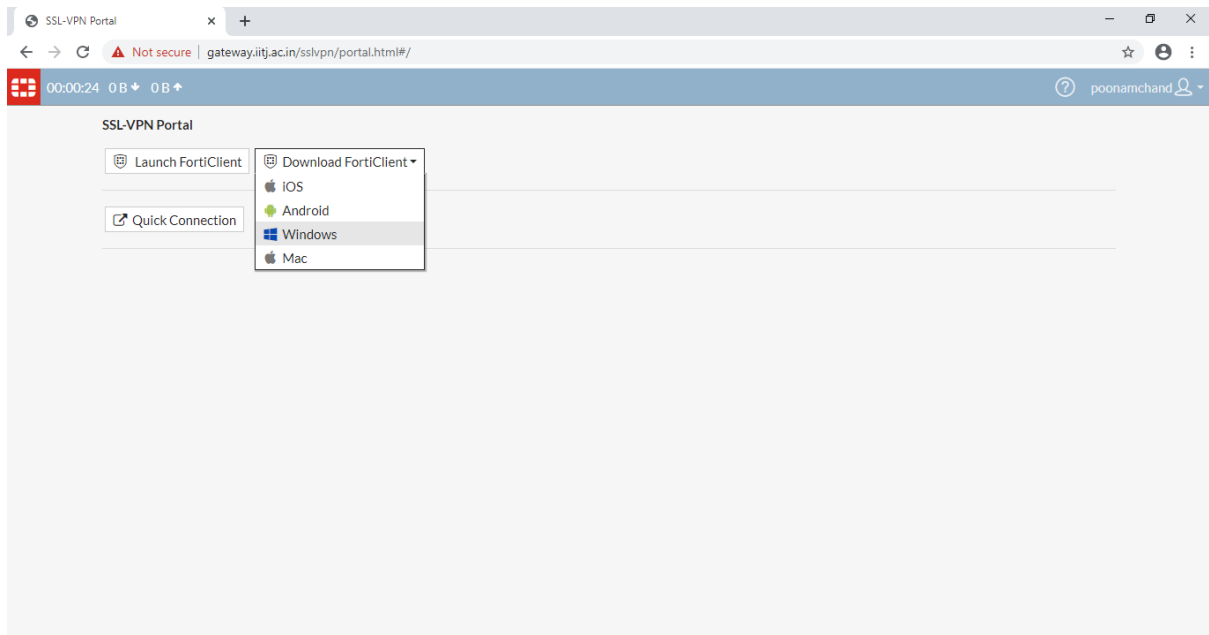 SSL-VPN Portal
Not secure | gateway.iitj.ac.in/sslvpn/portal.html#/
00:00:24 0 B 0 B poonamchand
SSL-VPN Portal
Launch FortiClient Download FortiClient
iOS
Android
Quick Connection
Windows
Mac